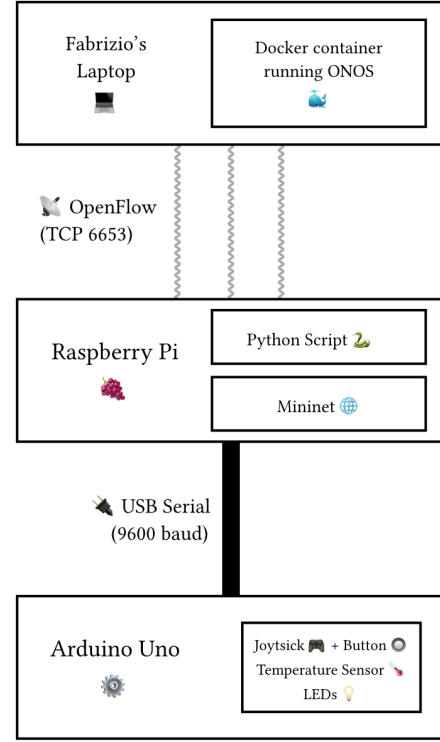 Fabrizio's
Laptop
Docker container
running ONOS
OpenFlow
(TCP 6653)
Raspberry Pi
Python Script
Mininet
USB Serial
(9600 baud)
Arduino Uno
Joytsick + Button
Temperature Sensor
LEDs